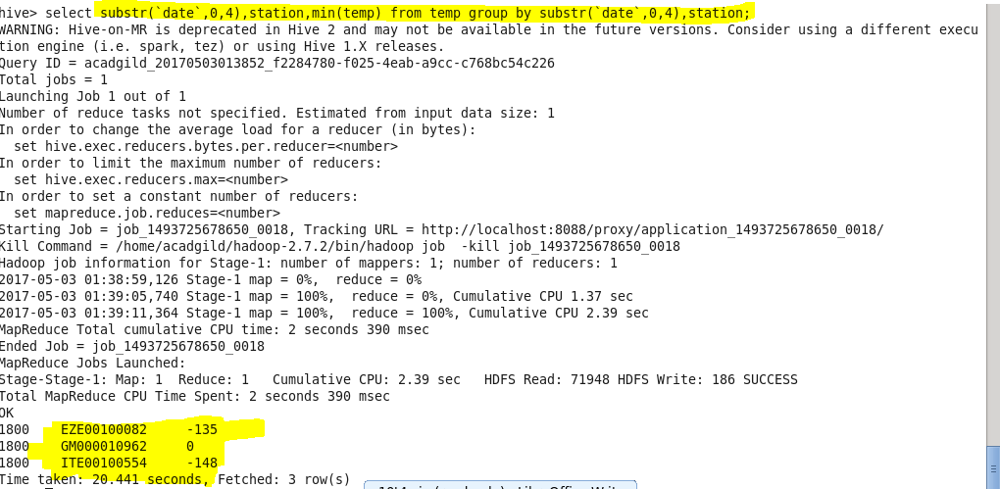 hive> select substr(`date`,0,4),station,min(temp) from temp group by substr(`date`,0,4),station;
WARNING: Hive-on-MR is deprecated in Hive 2 and may not be available in the future versions. Consider using a different execu
tion engine (i.e. spark, tez) or using Hive 1.X releases.
Query ID = acadgild_20170503013852_f2284780-f025-4eab-a9cc-c768bc54c226
Total jobs = 1
Launching Job 1 out of 1
Number of reduce tasks not specified. Estimated from input data size: 1
In order to change the average load for a reducer (in bytes):
  set hive.exec.reducers.bytes.per.reducer=<number>
In order to limit the maximum number of reducers:
  set hive.exec.reducers.max=<number>
In order to set a constant number of reducers:
  set mapreduce.job.reduces=<number>
Starting Job = job_1493725678650_0018, Tracking URL = http://localhost:8088/proxy/application_1493725678650_0018/
Kill Command = /home/acadgild/hadoop-2.7.2/bin/hadoop job  -kill job_1493725678650_0018
Hadoop job information for Stage-1: number of mappers: 1; number of reducers: 1
2017-05-03 01:38:59,126 Stage-1 map = 0%,  reduce = 0%
2017-05-03 01:39:05,740 Stage-1 map = 100%,  reduce = 0%, Cumulative CPU 1.37 sec
2017-05-03 01:39:11,364 Stage-1 map = 100%,  reduce = 100%, Cumulative CPU 2.39 sec
MapReduce Total cumulative CPU time: 2 seconds 390 msec
Ended Job = job_1493725678650_0018
MapReduce Jobs Launched:
Stage-Stage-1: Map: 1  Reduce: 1   Cumulative CPU: 2.39 sec   HDFS Read: 71948 HDFS Write: 186 SUCCESS
Total MapReduce CPU Time Spent: 2 seconds 390 msec
OK
1800    EZE00100082     -135
1800    GM000010962     0
1800    ITE00100554     -148
Time taken: 20.441 seconds, Fetched: 3 row(s)